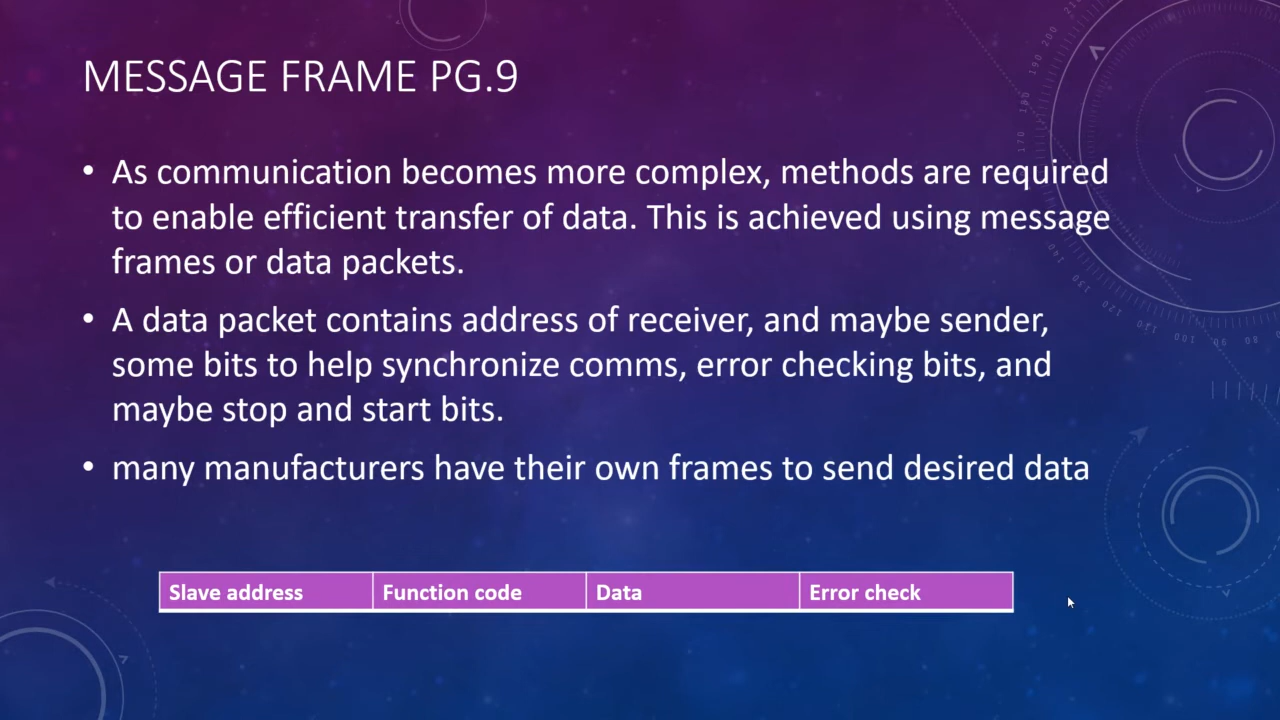 MESSAGE FRAME PG.9
• As communication becomes more complex, methods are required
to enable efficient transfer of data. This is achieved using message
frames or data packets.
• A data packet contains address of receiver, and maybe sender,
some bits to help synchronize comms, error checking bits, and
maybe stop and start bits.
• many manufacturers have their own frames to send desired data
Slave address Function code Data Error check